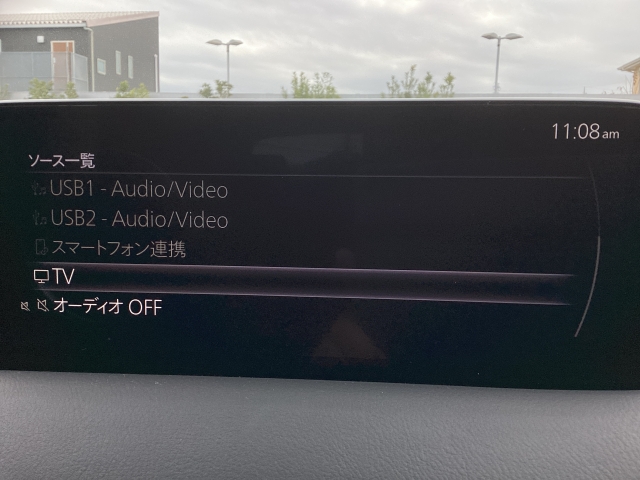 11:08am
ソース一覧
USB1 - Audio/Video
USB2 - Audio/Video
スマートフォン連携
TV
オーディオ OFF